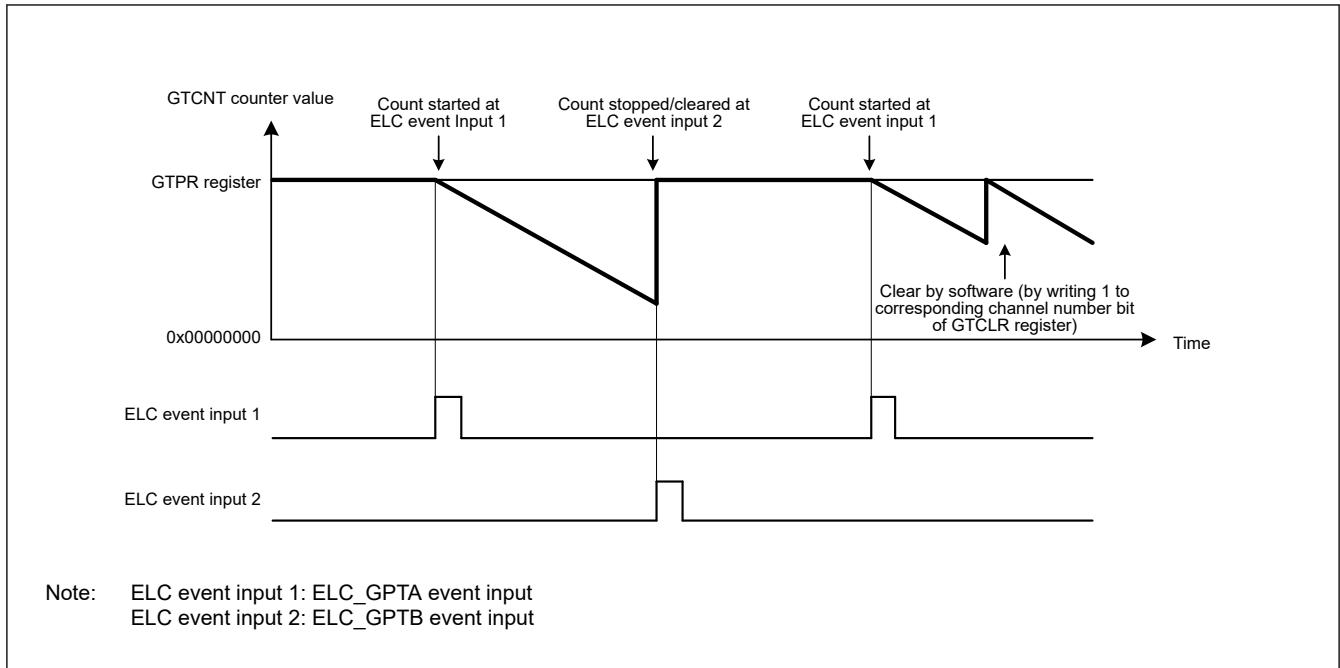 GTCNT counter value
Count started at
ELC event Input 1
Count stopped/cleared at
ELC event input 2
Count started at
ELC event input 1
GTPR register
Clear by software (by writing 1 to
corresponding channel number bit
of GTCLR register)
0x00000000
Time
ELC event input 1
ELC event input 2
Note: ELC event input 1: ELC_GPTA event input
ELC event input 2: ELC_GPTB event input